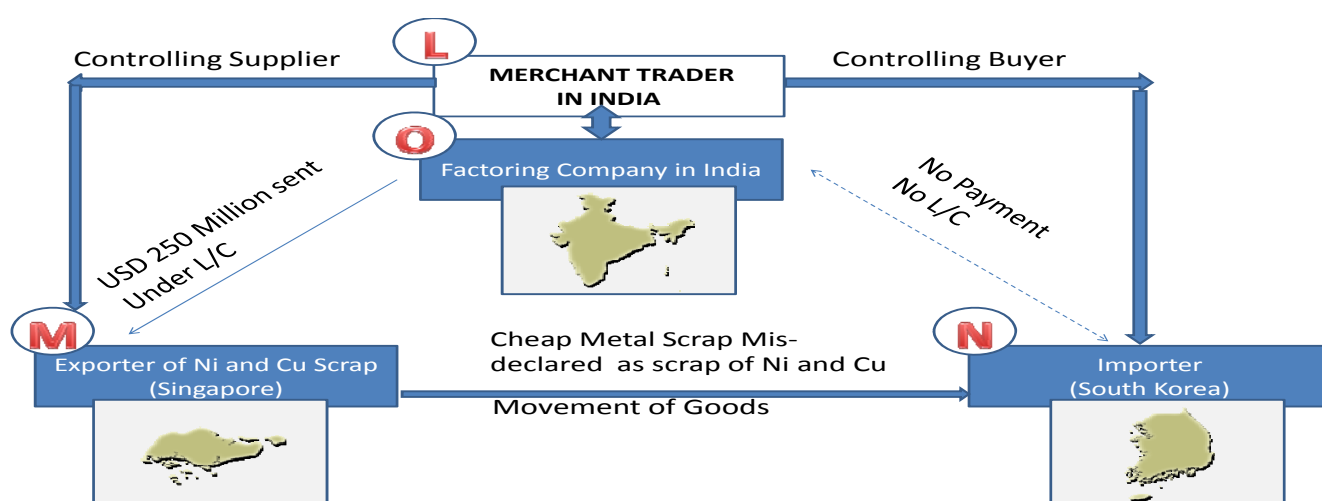 L
Controlling Supplier
Controlling Buyer
MERCHANT TRADER
IN INDIA
O
Factoring Company in India
USD 250 Million sent
Under L/C
No Payment
No L/C
M
Exporter of Ni and Cu Scrap
(Singapore)
Cheap Metal Scrap Mis-
declared as scrap of Ni and Cu
Movement of Goods
N
Importer
(South Korea)